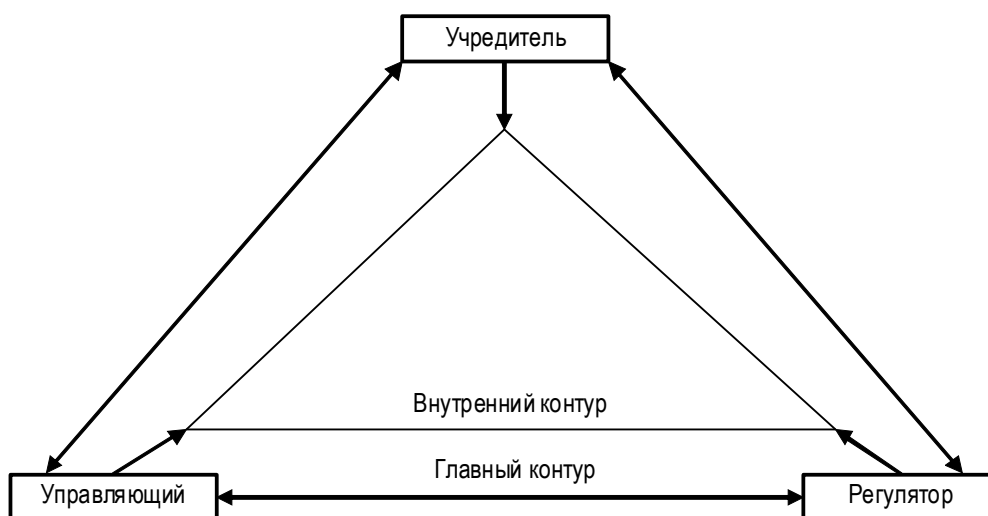 Учредитель
Внутренний контур
Главный контур
Управляющий
Регулятор